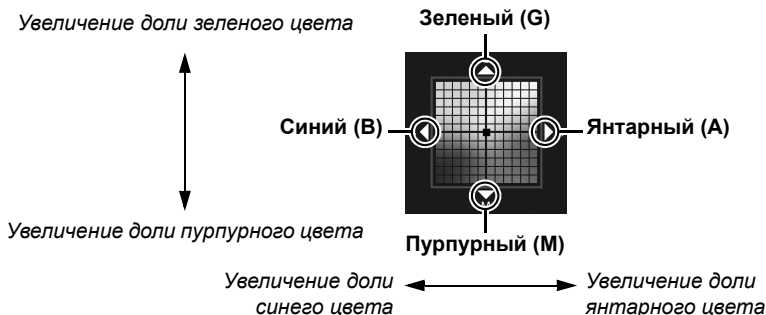 Увеличение доли зеленого цвета
Зеленый (G)
Синий (B)
Янтарный (A)
Увеличение доли пурпурного цвета
Пурпурный (M)
Увеличение доли
синего цвета
Увеличение доли
янтарного цвета